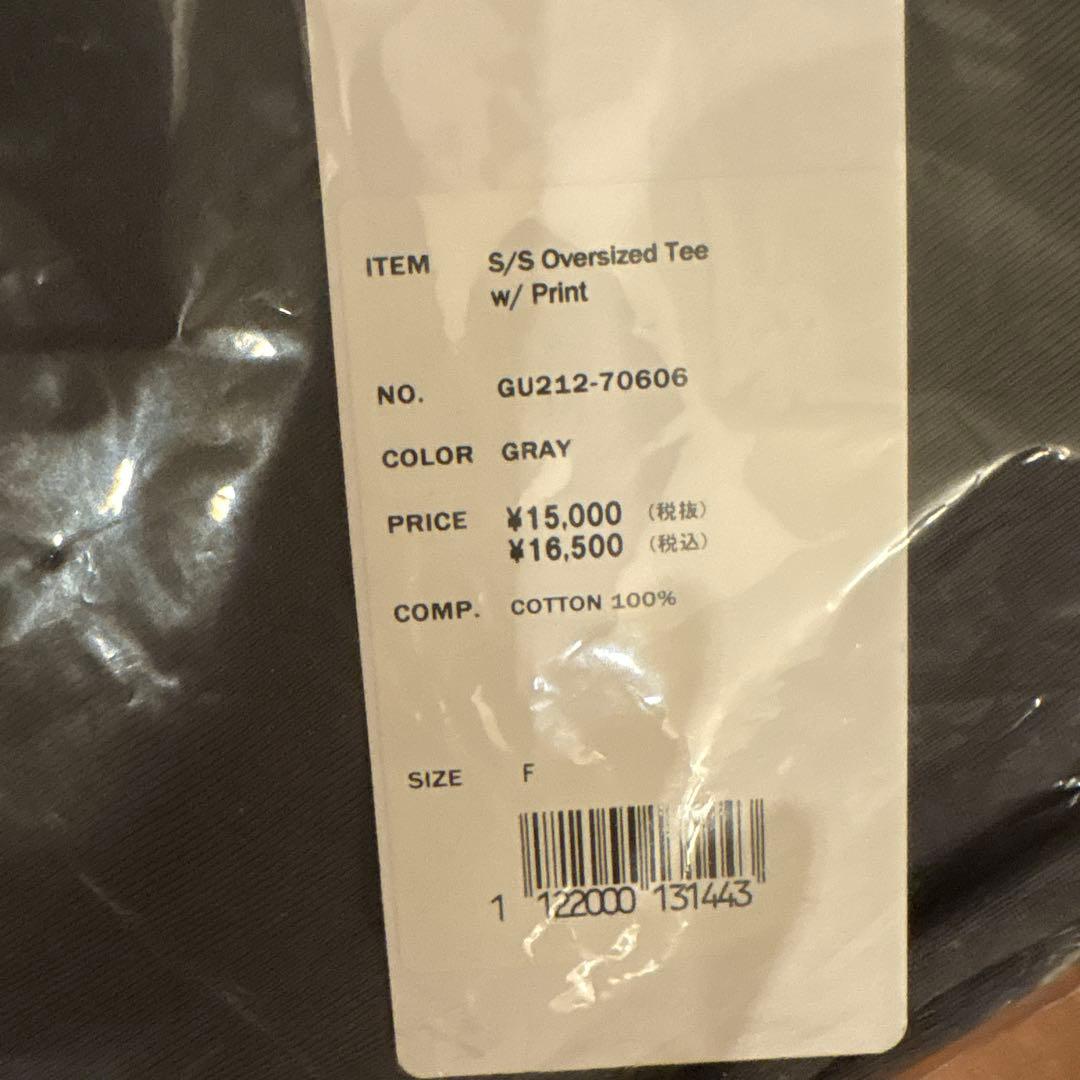 ITEM S/S Oversized Tee
w/ Print
NO. GU212-70606
COLOR GRAY
PRICE ¥15,000 (税抜)
¥16,500 (税込)
COMP. COTTON 100%
SIZE F
1 122000 131443